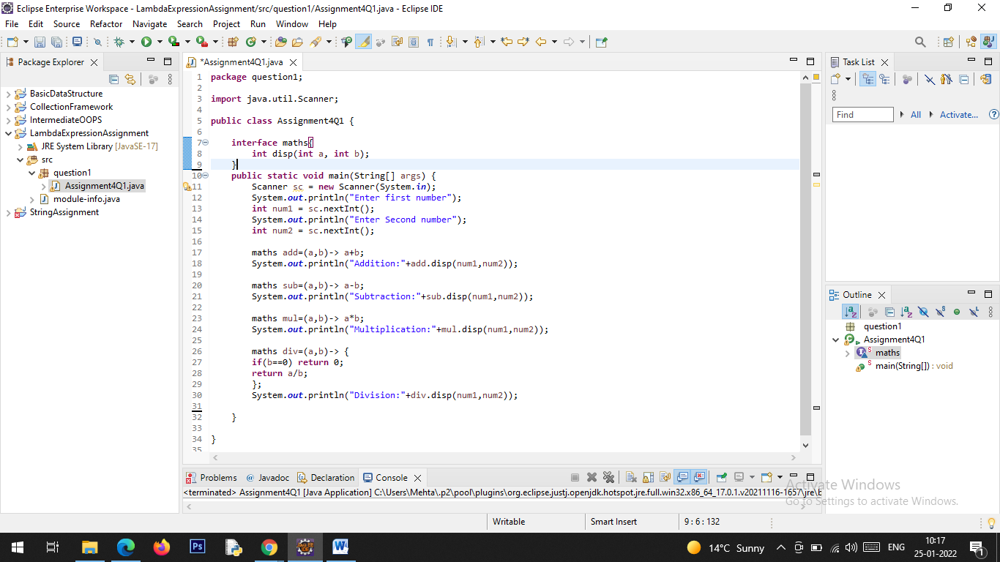 Eclipse Enterprise Workspace - LambdaExpressionAssignment/src/question1/Assignment4Q1.java - Eclipse IDE
File Edit Source Refactor Navigate Search Project Run Window Help
Package Explorer
BasicDataStructure
CollectionFramework
IntermediateOOPS
LambdaExpressionAssignment
JRE System Library [JavaSE-17]
src
question1
Assignment4Q1.java
module-info.java
StringAssignment
*Assignment4Q1.java
1 package question1;
2
3 import java.util.Scanner;
4
5 public class Assignment4Q1 {
6
7 interface maths{
8 int disp(int a, int b);
9 }
10 public static void main(String[] args) {
11 Scanner sc = new Scanner(System.in);
12 System.out.println("Enter first number");
13 int num1 = sc.nextInt();
14 System.out.println("Enter Second number");
15 int num2 = sc.nextInt();
16
17 maths add=(a,b)-> a+b;
18 System.out.println("Addition:"+add.disp(num1,num2));
19
20 maths sub=(a,b)-> a-b;
21 System.out.println("Subtraction:"+sub.disp(num1,num2));
22
23 maths mul=(a,b)-> a*b;
24 System.out.println("Multiplication:"+mul.disp(num1,num2));
25
26 maths div=(a,b)-> {
27 if(b==0) return 0;
28 return a/b;
29 };
30 System.out.println("Division:"+div.disp(num1,num2));
31
32 }
33
34 }
35
Task List
Find All Activate...
Outline
question1
Assignment4Q1
maths
main(String[]) : void
Problems Javadoc Declaration Console
<terminated> Assignment4Q1 [Java Application] C:\Users\Mehta\.p2\pool\plugins\org.eclipse.justj.openjdk.hotspot.jre.full.win32.x86_64_17.0.1.v20211116-1657\jre\b
Activate Windows
Go to Settings to activate Windows.
Writable Smart Insert 9 : 6 : 132
14°C Sunny ENG 10:17
25-01-2022
1